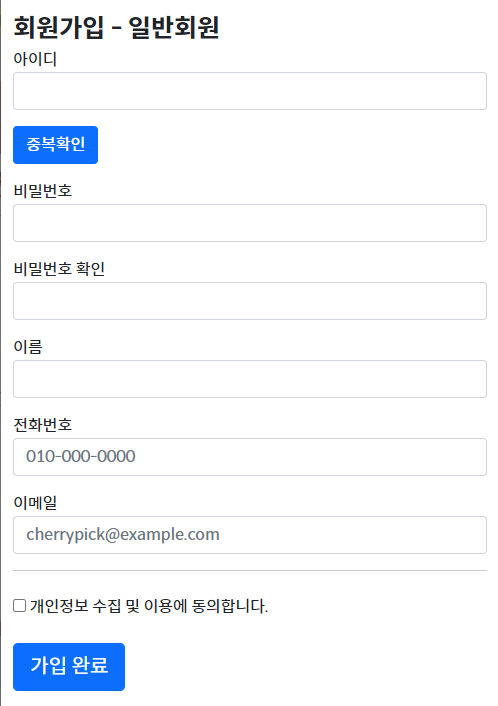 회원가입 - 일반회원
아이디
중복확인
비밀번호
비밀번호 확인
이름
전화번호
010-000-0000
이메일
cherrypick@example.com
개인정보 수집 및 이용에 동의합니다.
가입 완료